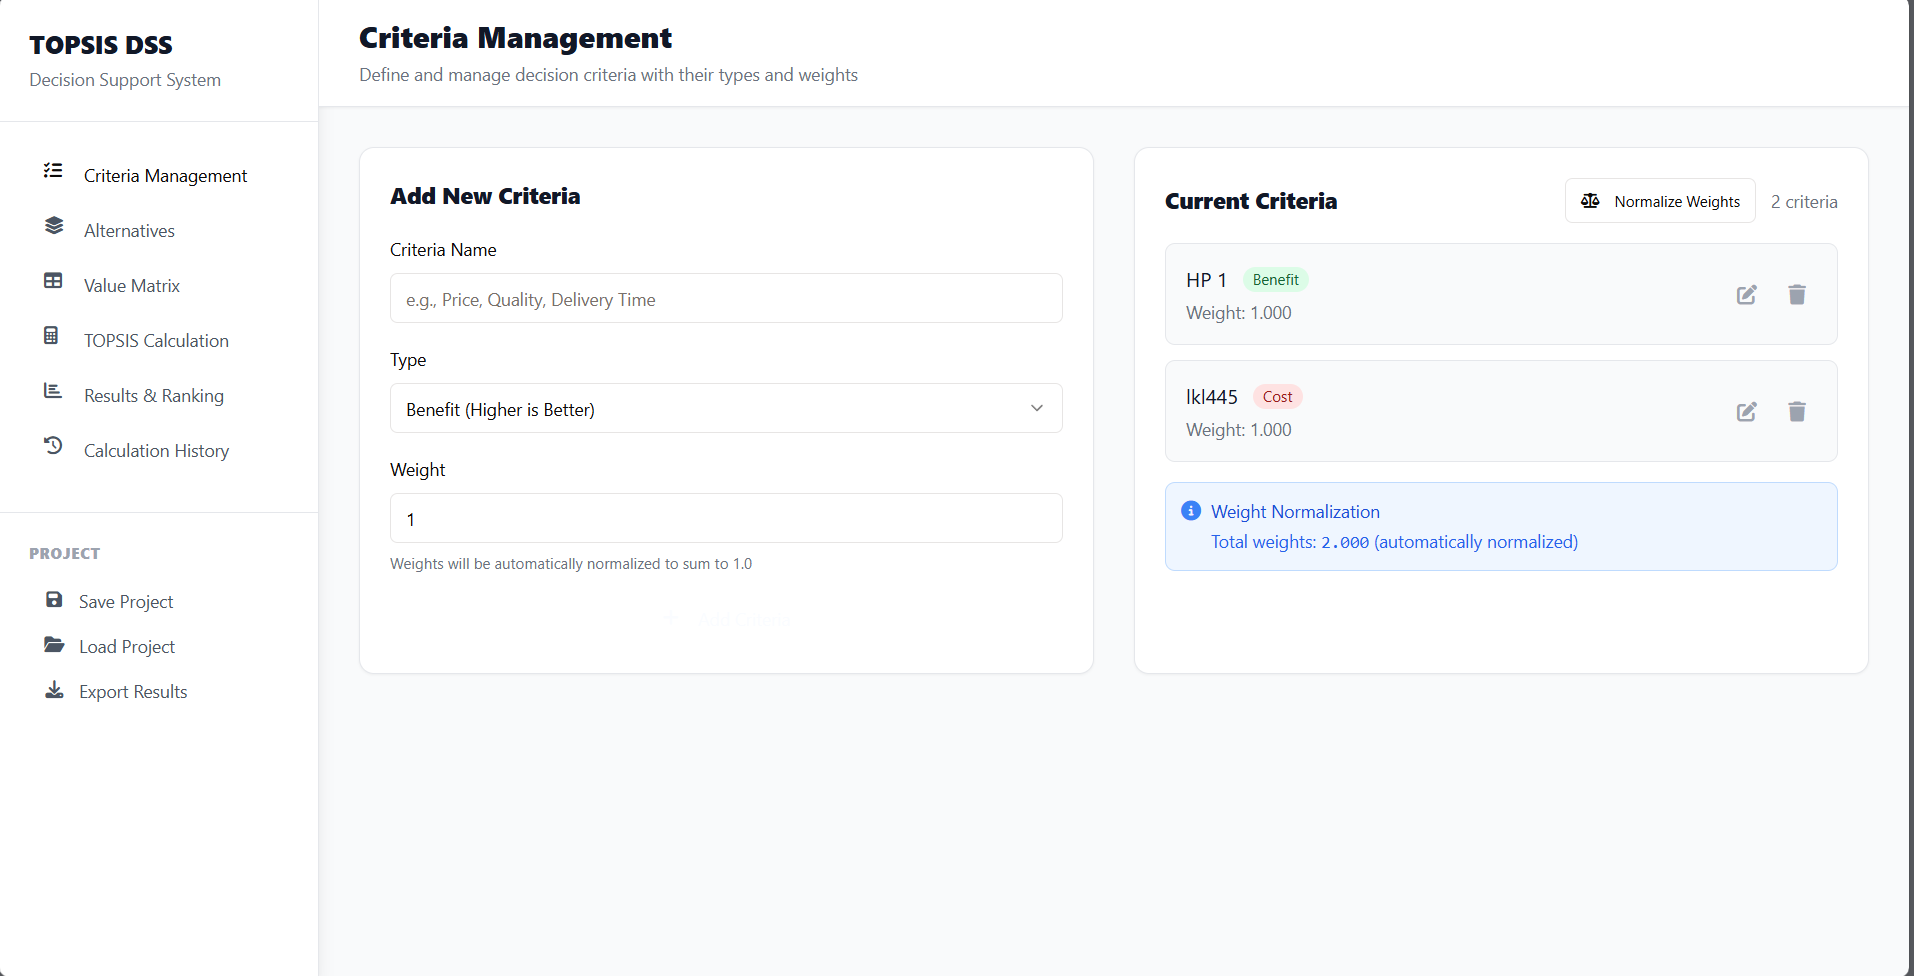 TOPSIS DSS
Decision Support System
Criteria Management
Alternatives
Value Matrix
TOPSIS Calculation
Results & Ranking
Calculation History
PROJECT
Save Project
Load Project
Export Results
Criteria Management
Define and manage decision criteria with their types and weights
Add New Criteria
Criteria Name
e.g., Price, Quality, Delivery Time
Type
Benefit (Higher is Better)
Weight
1
Weights will be automatically normalized to sum to 1.0
Current Criteria
Normalize Weights
2 criteria
HP 1 Benefit
Weight: 1.000
lkl445 Cost
Weight: 1.000
Weight Normalization
Total weights: 2.000 (automatically normalized)